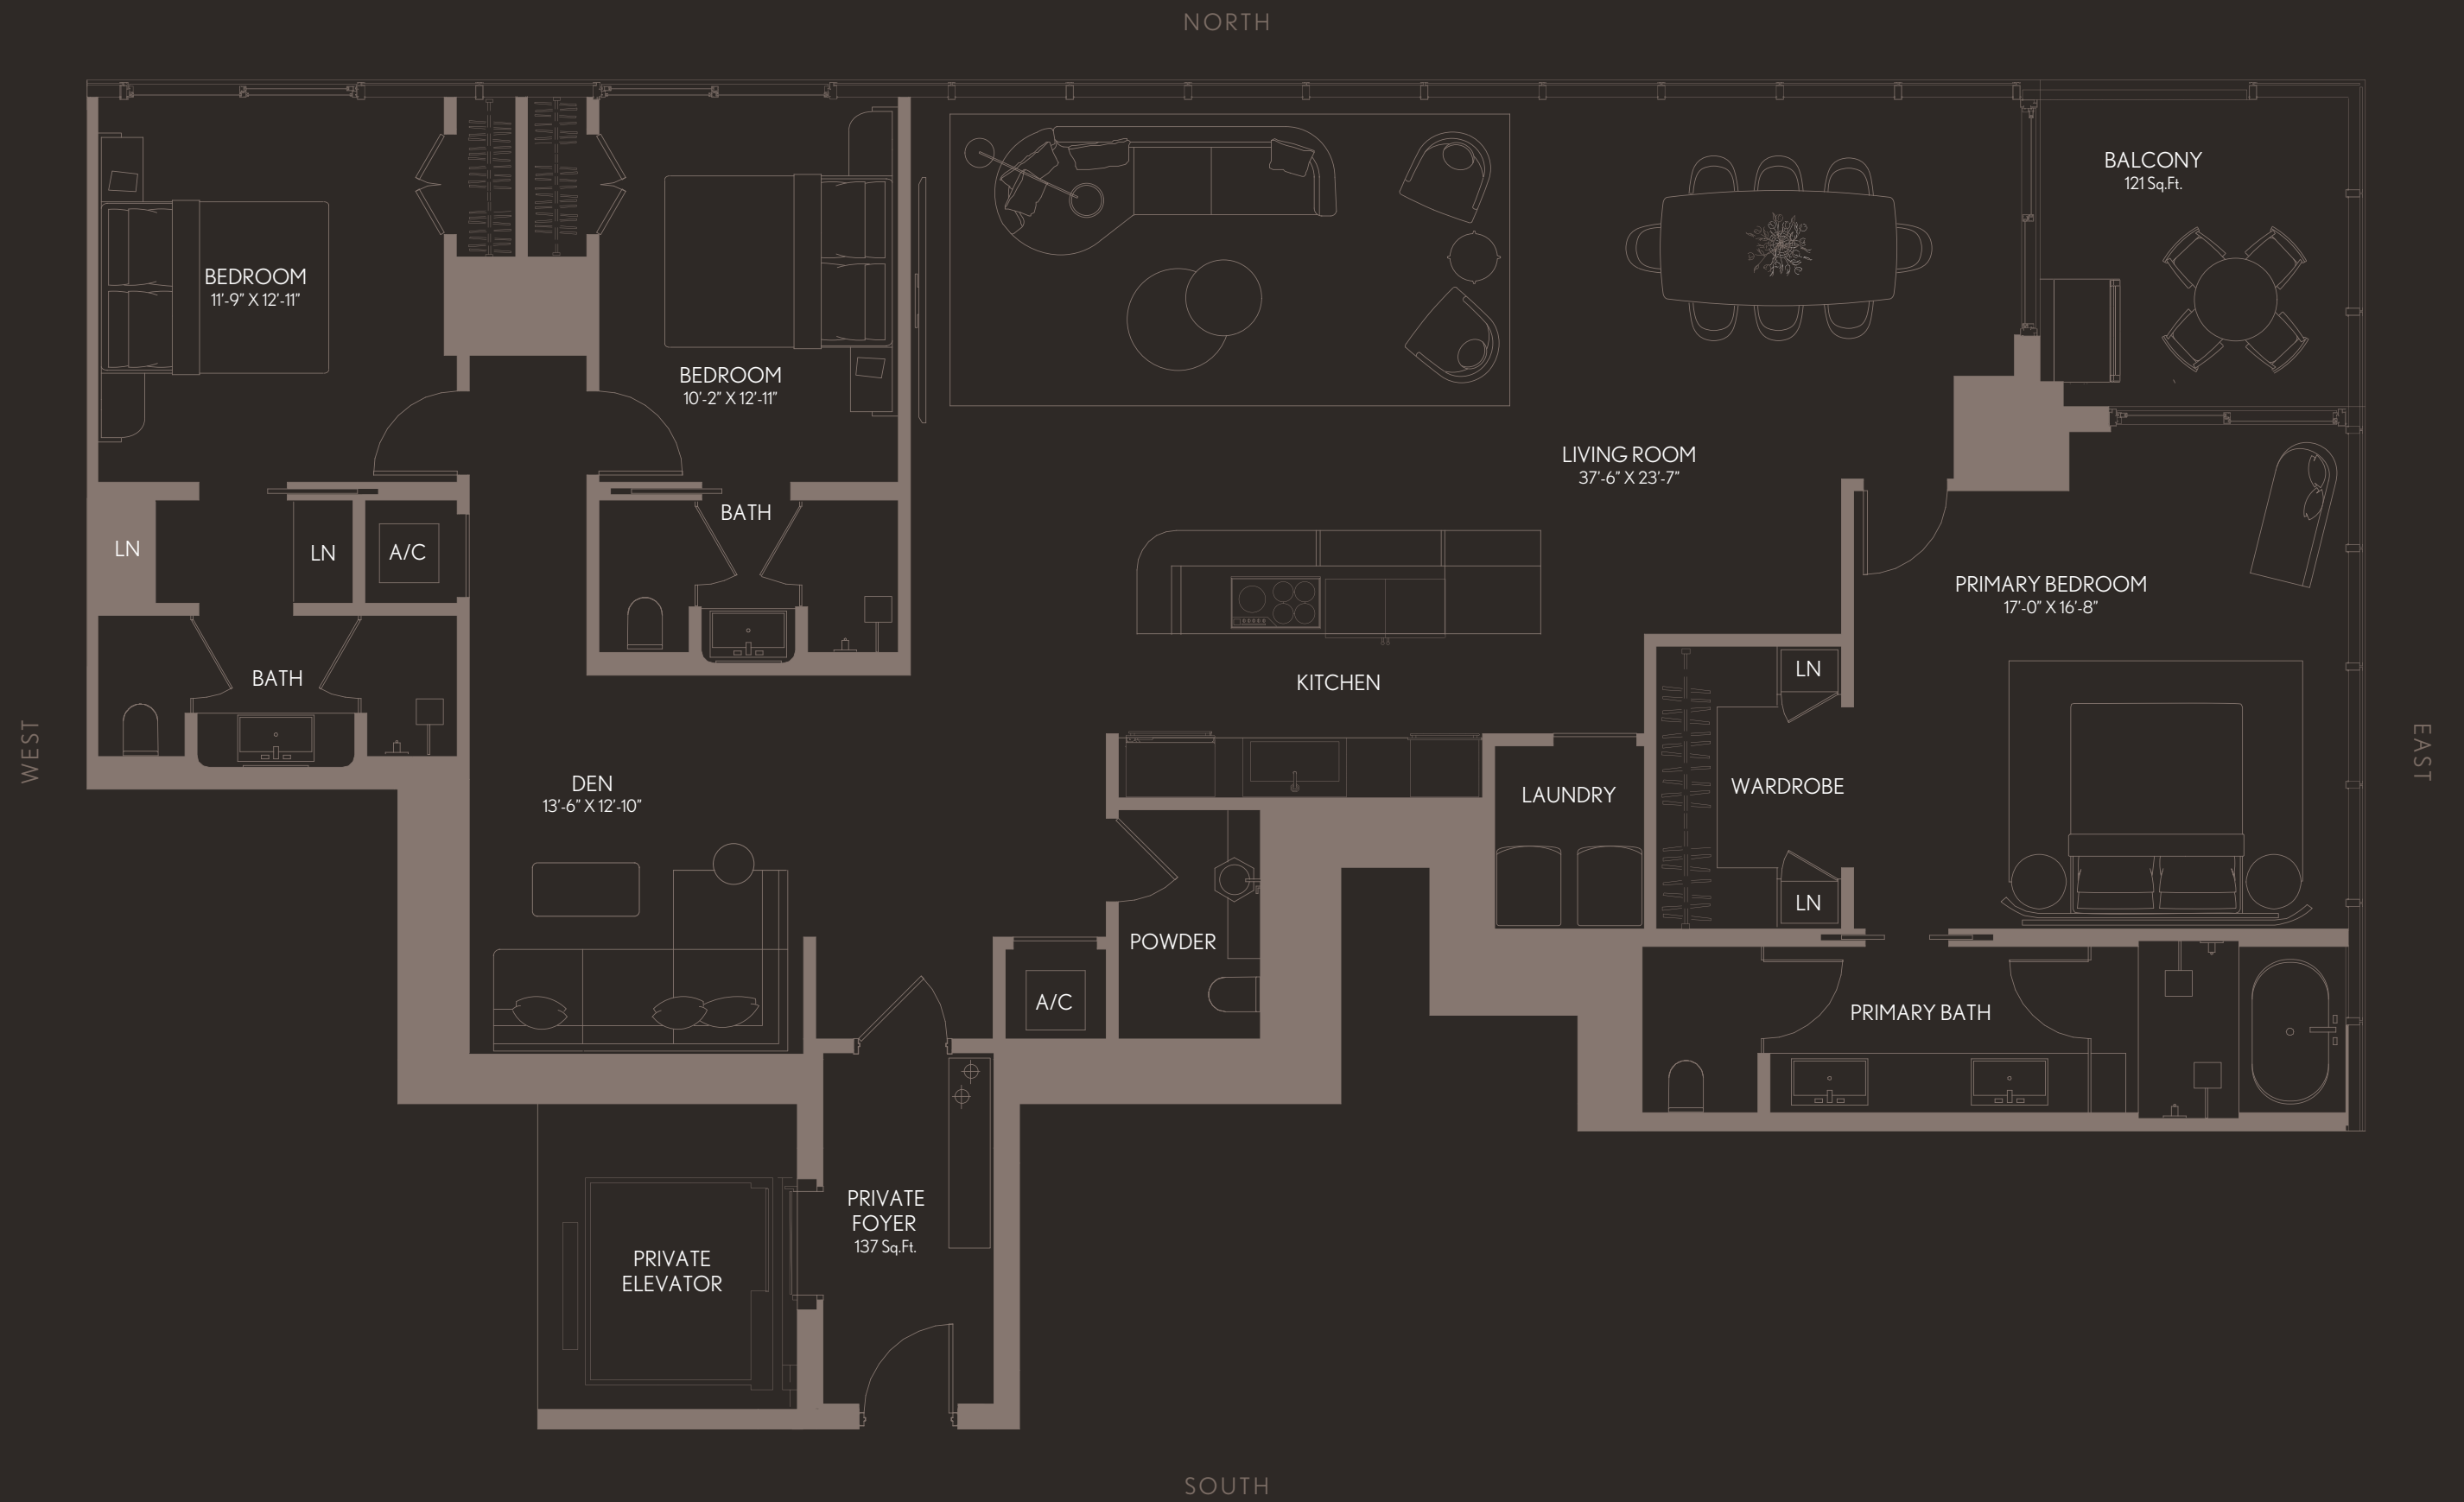 NORTH
BALCONY
121 Sq.Ft.
BEDROOM
11'-9" X 12'-11"
BEDROOM
10'-2" X 12'-11"
LIVING ROOM
37'-6" X 23'-7"
BATH
LN
LN
A/C
PRIMARY BEDROOM
17'-0" X 16'-8"
BATH
KITCHEN
LN
WEST
EAST
DEN
13'-6" X 12'-10"
LAUNDRY
WARDROBE
LN
POWDER
A/C
PRIMARY BATH
PRIVATE
FOYER
137 Sq.Ft.
PRIVATE
ELEVATOR
SOUTH